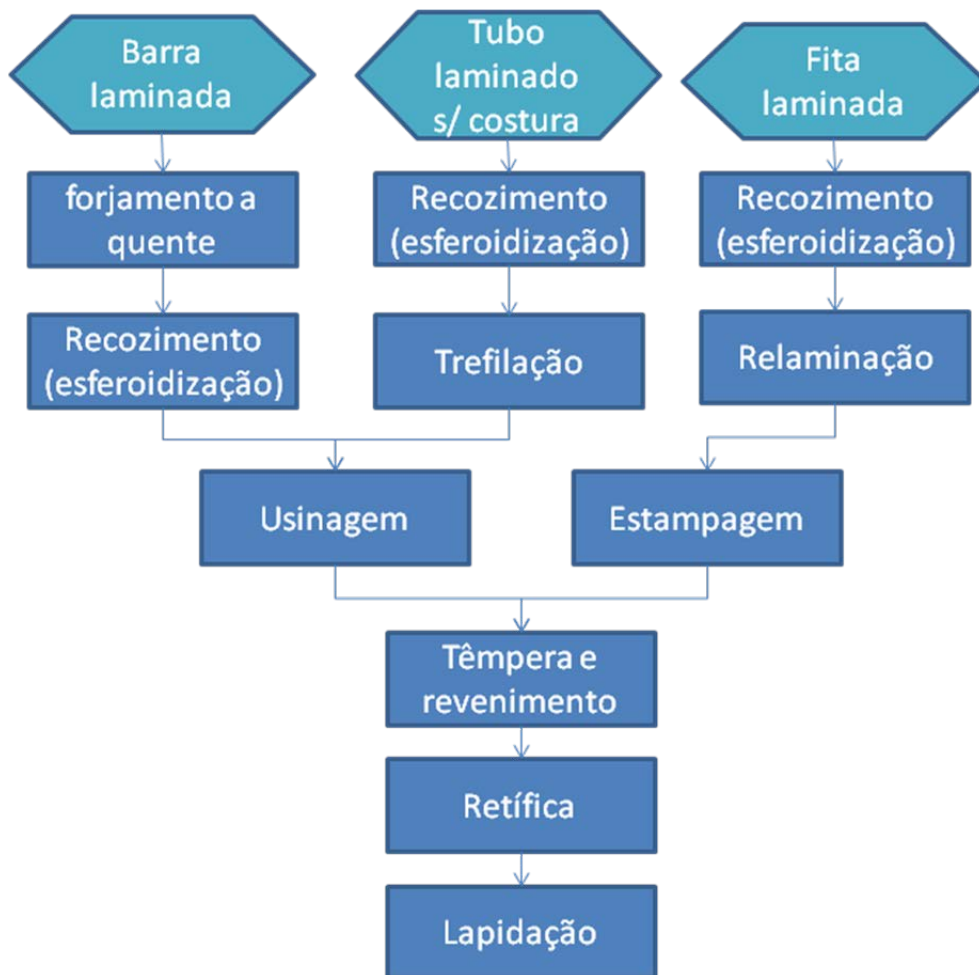 Barra
laminada
Tubo
laminado
s/ costura
Fita
laminada
forjamento a
quente
Recozimento
(esferoidização)
Recozimento
(esferoidização)
Recozimento
(esferoidização)
Trefilação
Relaminação
Usinagem
Estampagem
Têmpera e
revenimento
Retífica
Lapidação